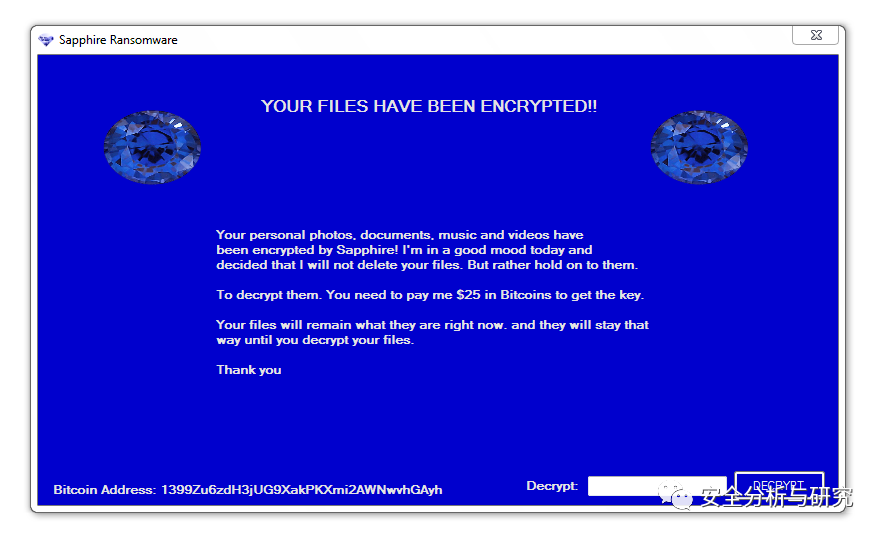 Sapphire Ransomware
YOUR FILES HAVE BEEN ENCRYPTED!!
Your personal photos, documents, music and videos have
been encrypted by Sapphire! I'm in a good mood today and
decided that I will not delete your files. But rather hold on to them.
To decrypt them. You need to pay me $25 in Bitcoins to get the key.
Your files will remain what they are right now. and they will stay that
way until you decrypt your files.
Thank you
Bitcoin Address: 1399Zu6zdH3jUG9XakPKXmi2AWNwvhGAyh
Decrypt:
DECRYPT
安全分析与研究